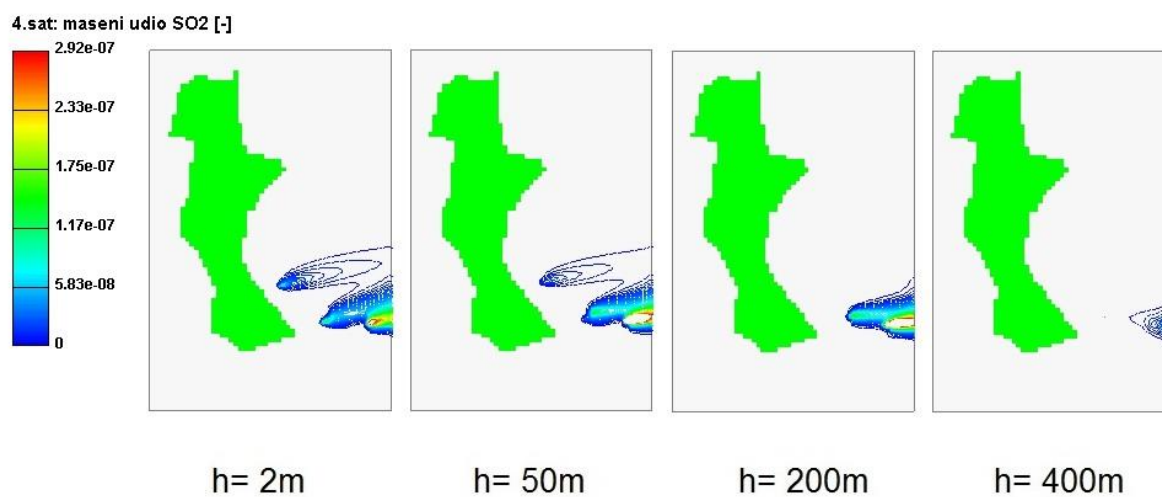 4.sat: maseni udio SO2 [-]
2.92e-07
2.33e-07
1.75e-07
1.17e-07
5.83e-08
0
h= 2m
h= 50m
h= 200m
h= 400m